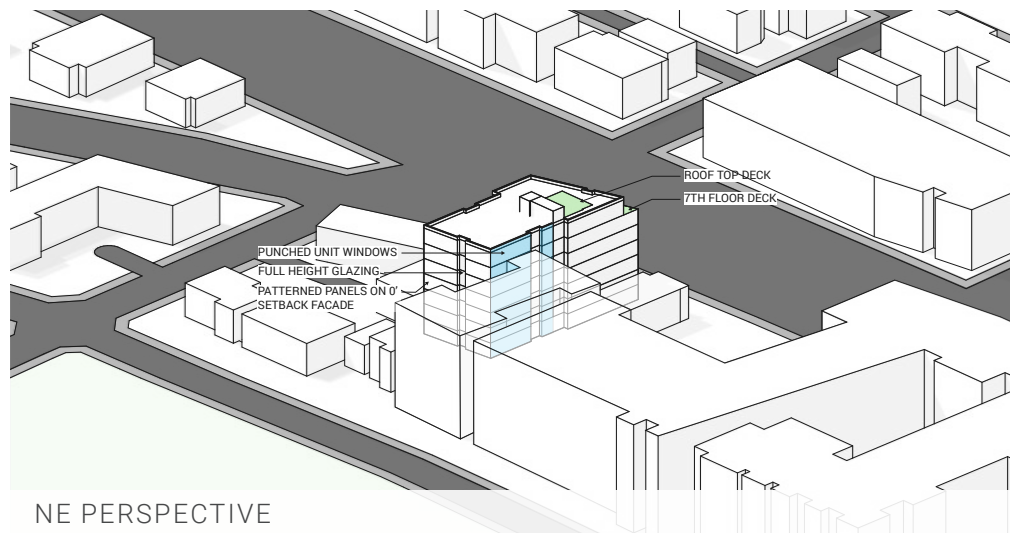 ROOF TOP DECK
7TH FLOOR DECK
PUNCHED UNIT WINDOWS
FULL HEIGHT GLAZING
PATTERNED PANELS ON 0'
SETBACK FACADE
NE PERSPECTIVE